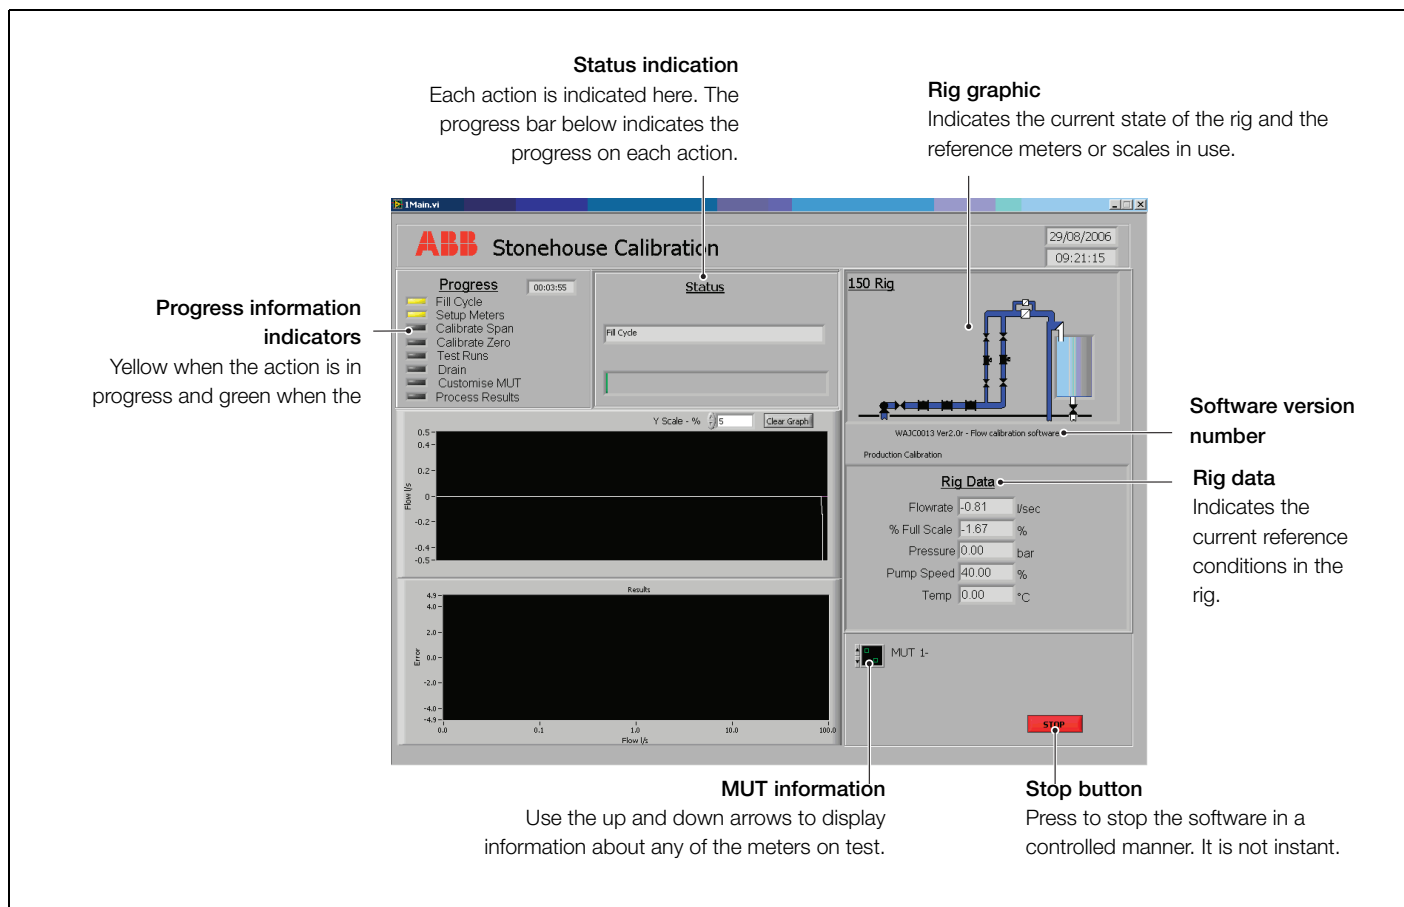 Status indication
Each action is indicated here. The
progress bar below indicates the
progress on each action.
Rig graphic
Indicates the current state of the rig and the
reference meters or scales in use.
Progress information
indicators
Yellow when the action is in
progress and green when the
1Main.vi
ABB Stonehouse Calibration
29/08/2006
09:21:15
Progress 00:03:55
Fill Cycle
Setup Meters
Calibrate Span
Calibrate Zero
Test Runs
Drain
Customise MUT
Process Results
Status
Fill Cycle
150 Rig
WAJC0013 Ver2.0r - Flow calibration software
Production Calibration
Software version
number
Y Scale - % 5 Clear Graph
0.5
0.4
0.2
0
-0.2
-0.4
-0.5
Flow l/s
Rig Data
Flowrate -0.81 l/sec
% Full Scale -1.67 %
Pressure 0.00 bar
Pump Speed 40.00 %
Temp 0.00 °C
Rig data
Indicates the
current reference
conditions in the
rig.
Results
4.9
4.0
2.0
0.0
-2.0
-4.0
-4.9
Error
0.0 0.1 1.0 10.0 100.0
Flow l/s
MUT 1-
STOP
MUT information
Use the up and down arrows to display
information about any of the meters on test.
Stop button
Press to stop the software in a
controlled manner. It is not instant.